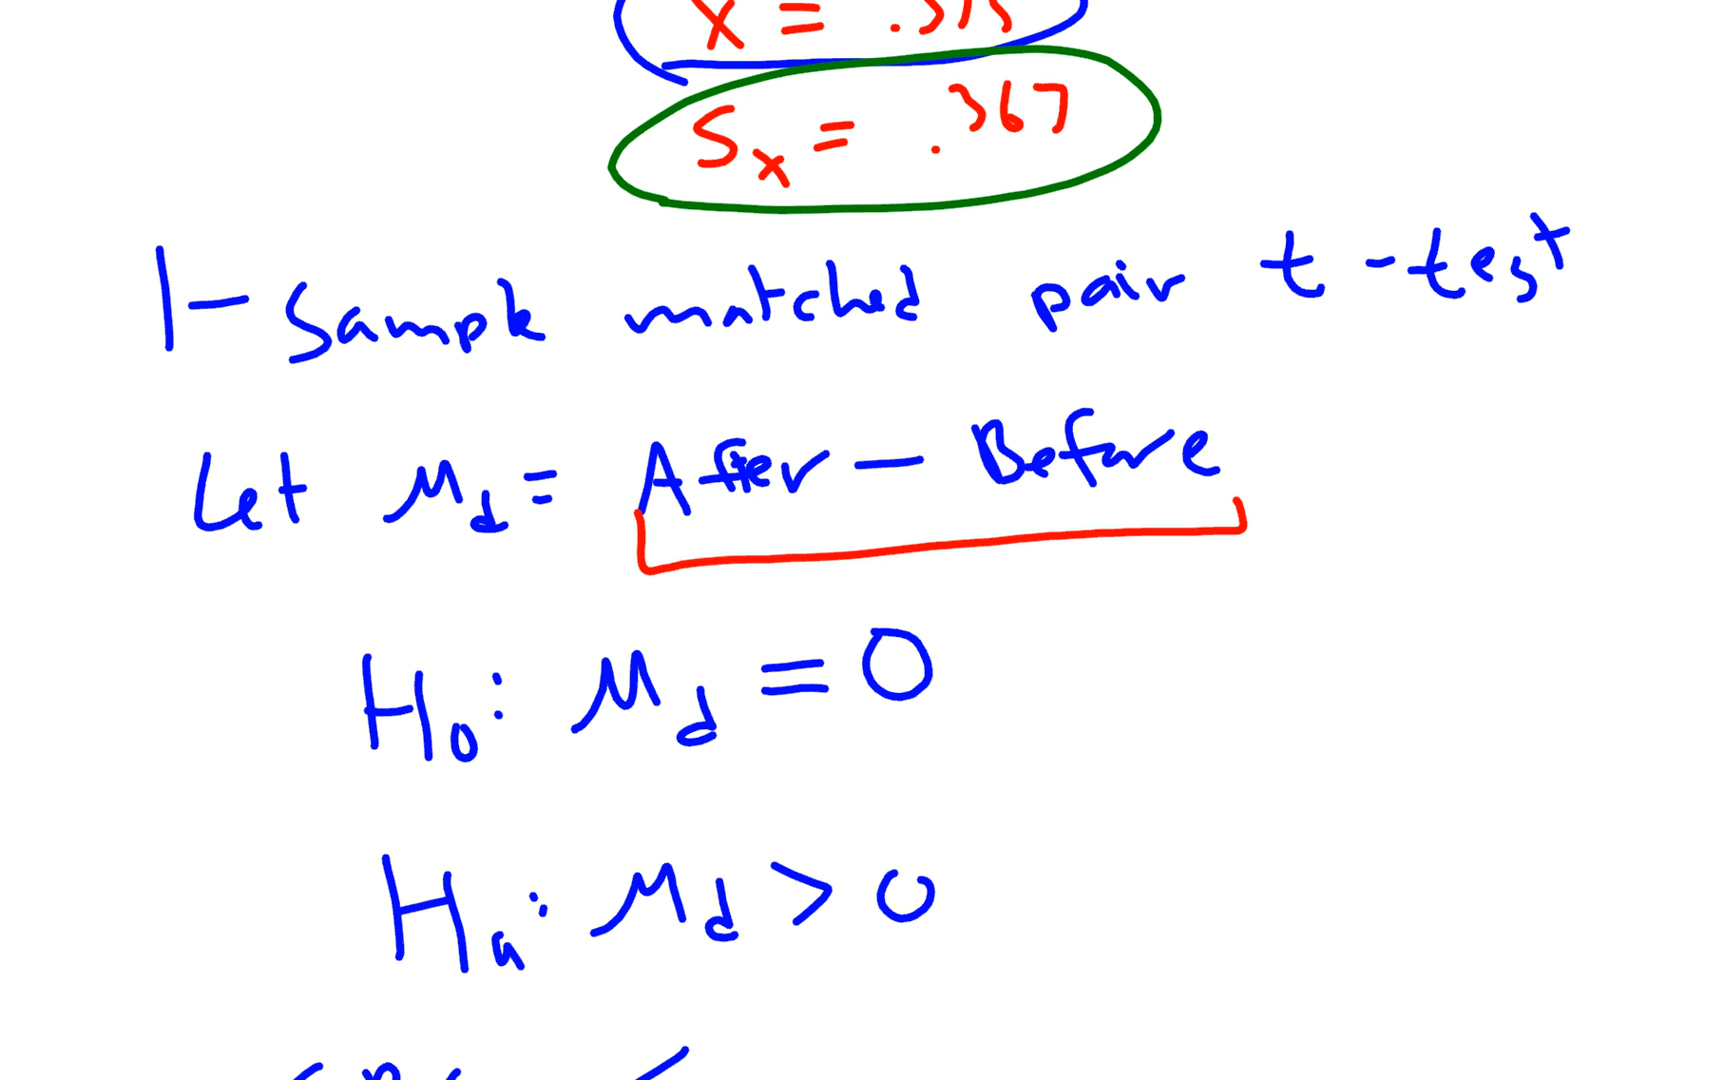 Sx = .367
1-Sample matched pair t-test
Let μd = After - Before
H0: μd = 0
Ha: μd > 0